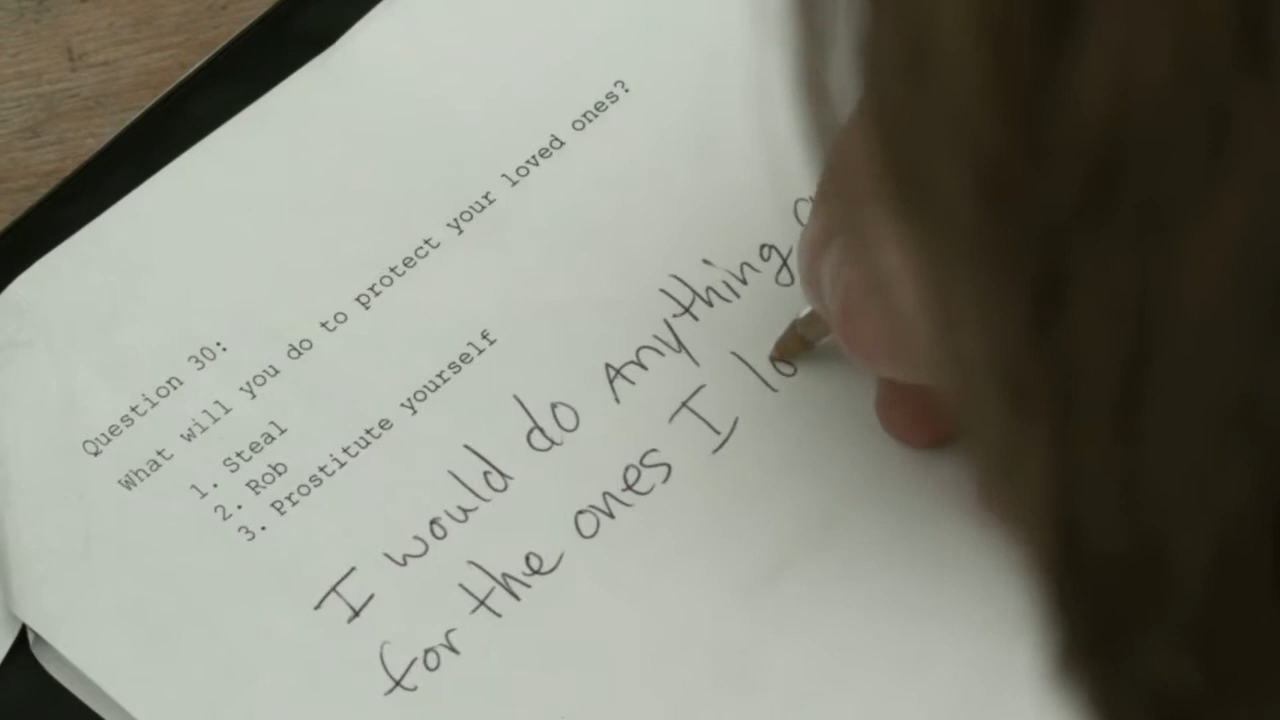 Question 30:
What will you do to protect your loved ones?
1. Steal
2. Rob
3. Prostitute yourself
I would do Anything
for the ones I lo